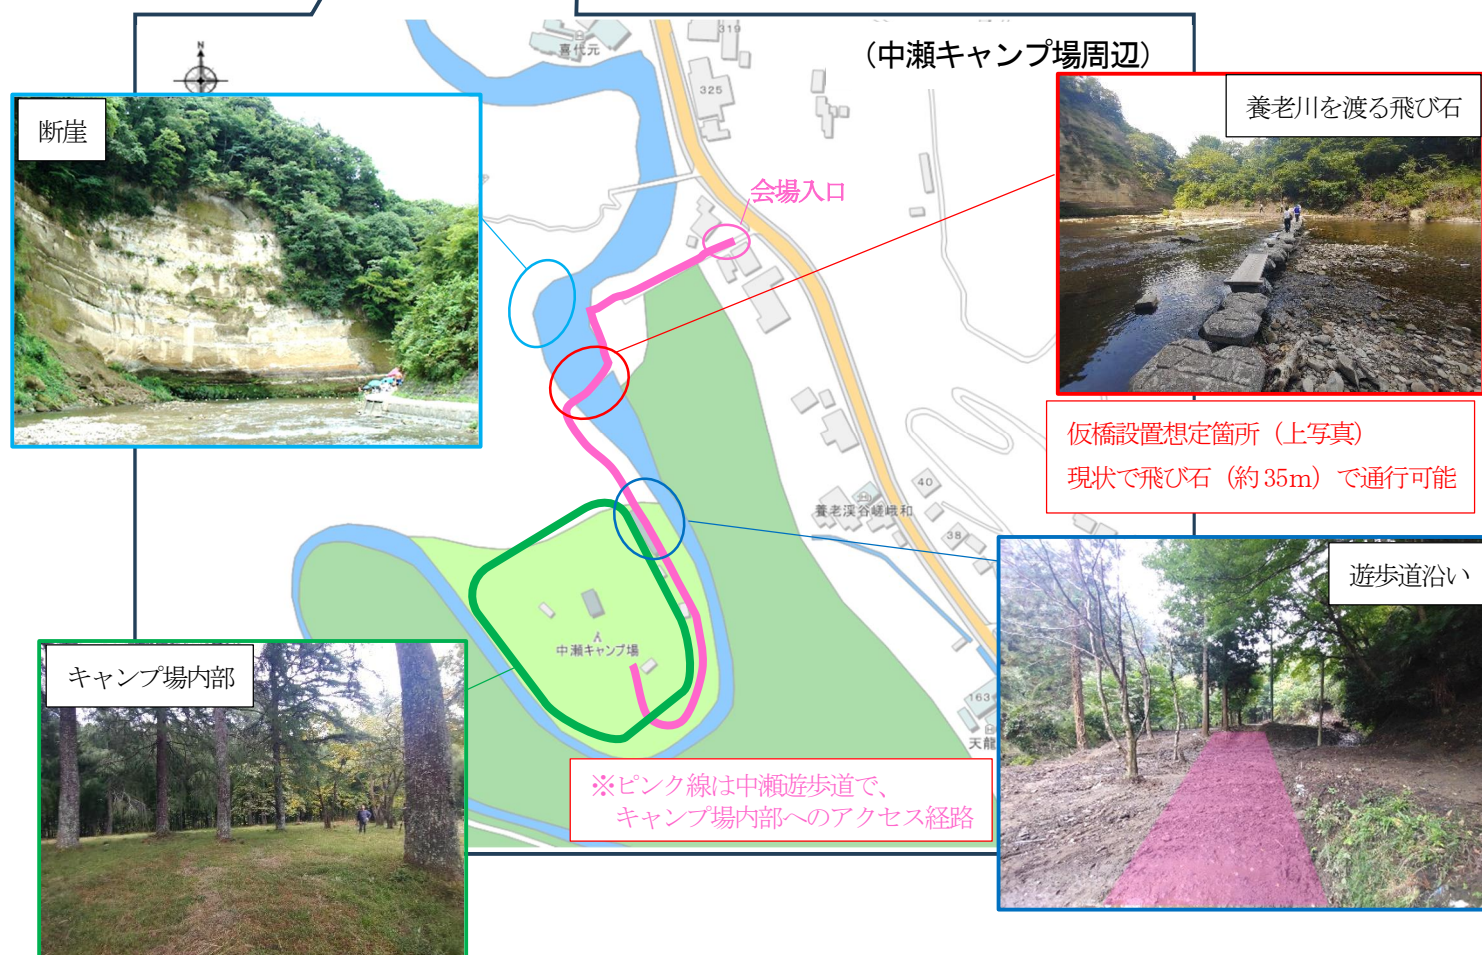 （中瀬キャンプ場周辺）
N
喜代元
319
325
断崖
養老川を渡る飛び石
会場入口
仮橋設置想定箇所（上写真）
現状で飛び石（約35m）で通行可能
40
養老渓谷嵯峨和
38
遊歩道沿い
中瀬キャンプ場
キャンプ場内部
163
天龍
※ピンク線は中瀬遊歩道で、
キャンプ場内部へのアクセス経路